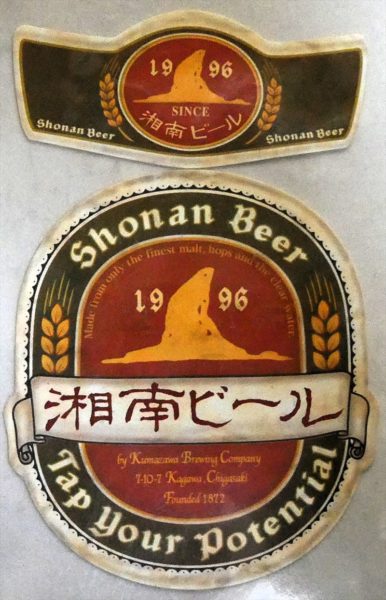 19 96
SINCE
湘南ビール
Shonan Beer
Shonan Beer
Shonan Beer
Made from only the finest malt, hops and the clear water
19 96
湘南ビール
by Kumazawa Brewing Company
7-10-7 Kagawa, Chigasaki
Founded 1872
Tap Your Potential